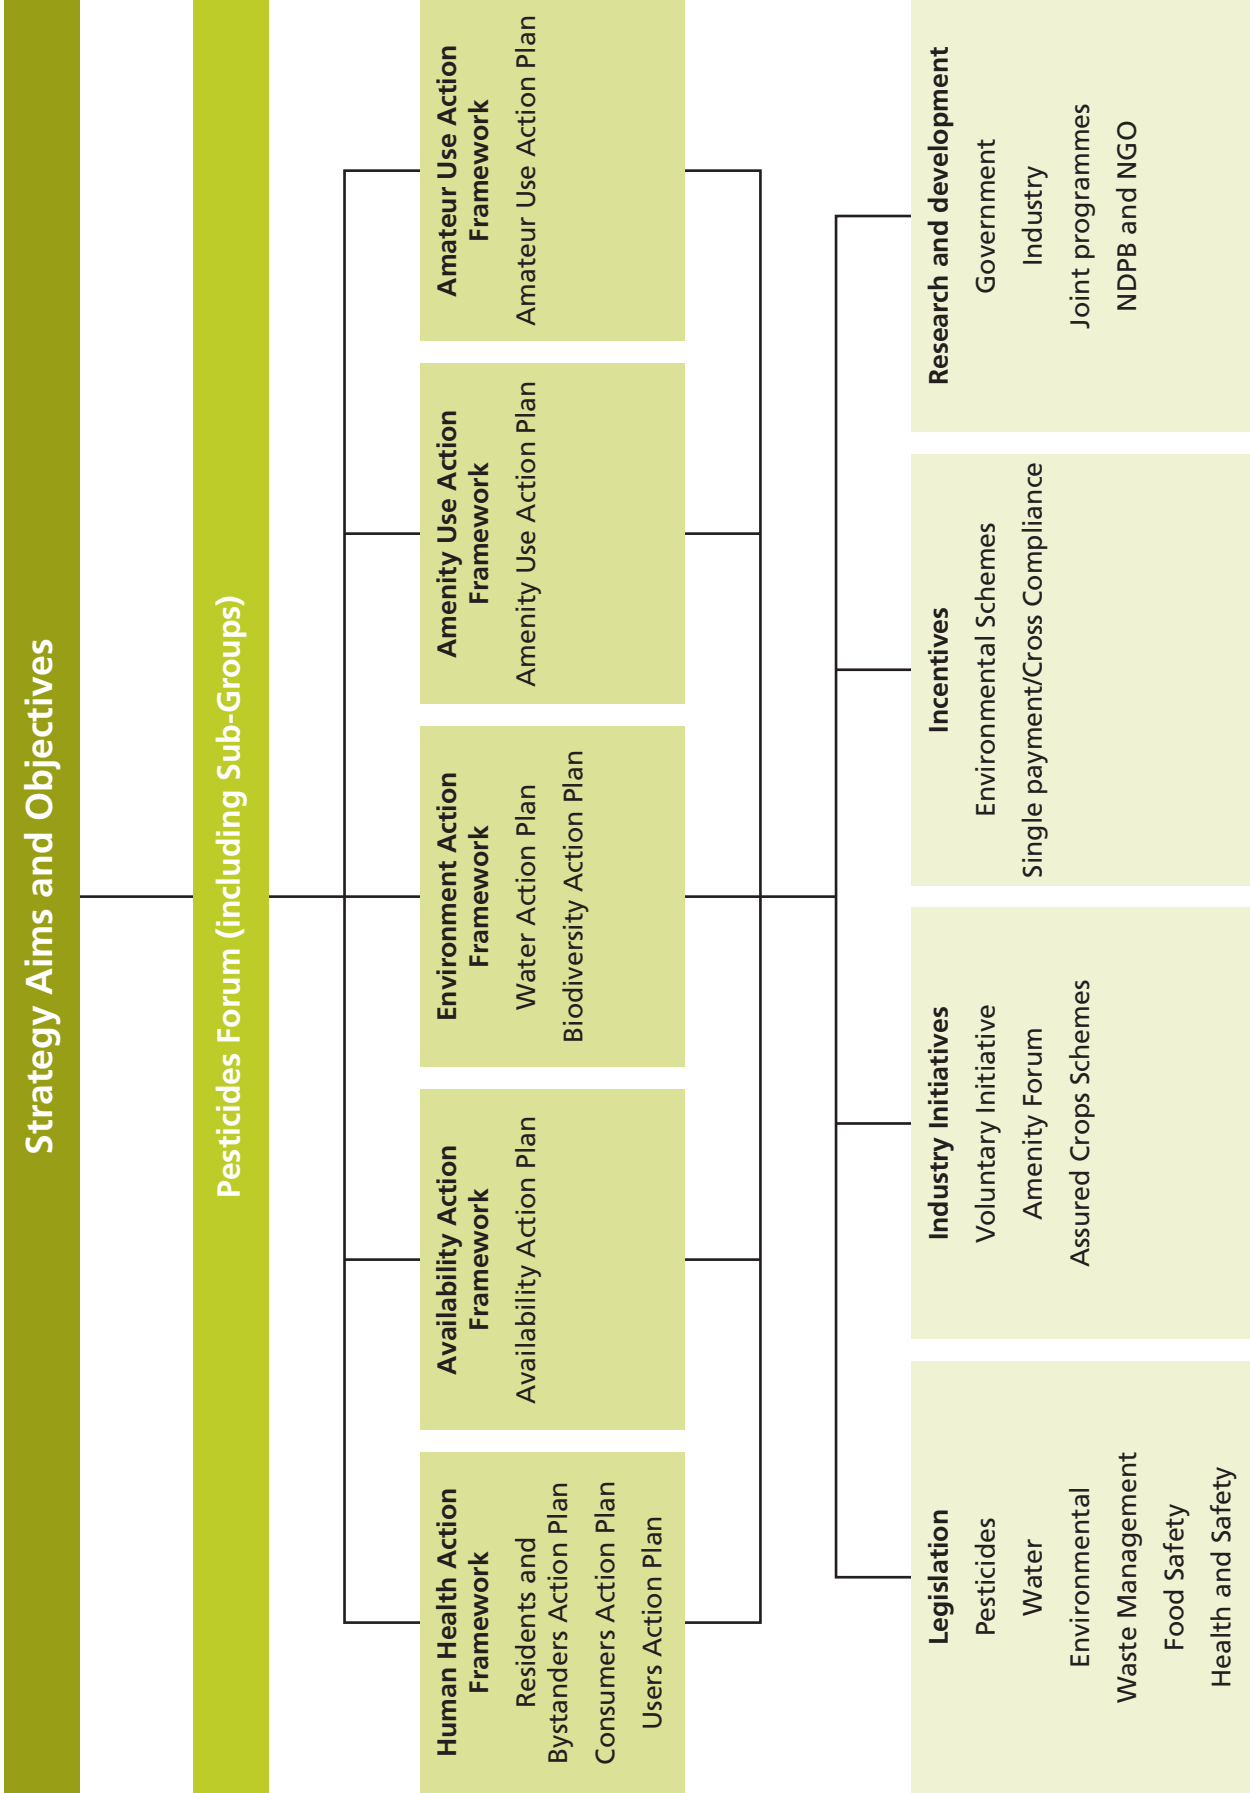 Strategy Aims and Objectives
Pesticides Forum (including Sub-Groups)
Human Health Action
Framework
Residents and
Bystanders Action Plan
Consumers Action Plan
Users Action Plan
Availability Action
Framework
Availability Action Plan
Environment Action
Framework
Water Action Plan
Biodiversity Action Plan
Amenity Use Action
Framework
Amenity Use Action Plan
Amateur Use Action
Framework
Amateur Use Action Plan
Legislation
Pesticides
Water
Environmental
Waste Management
Food Safety
Health and Safety
Industry Initiatives
Voluntary Initiative
Amenity Forum
Assured Crops Schemes
Incentives
Environmental Schemes
Single payment/Cross Compliance
Research and development
Government
Industry
Joint programmes
NDPB and NGO